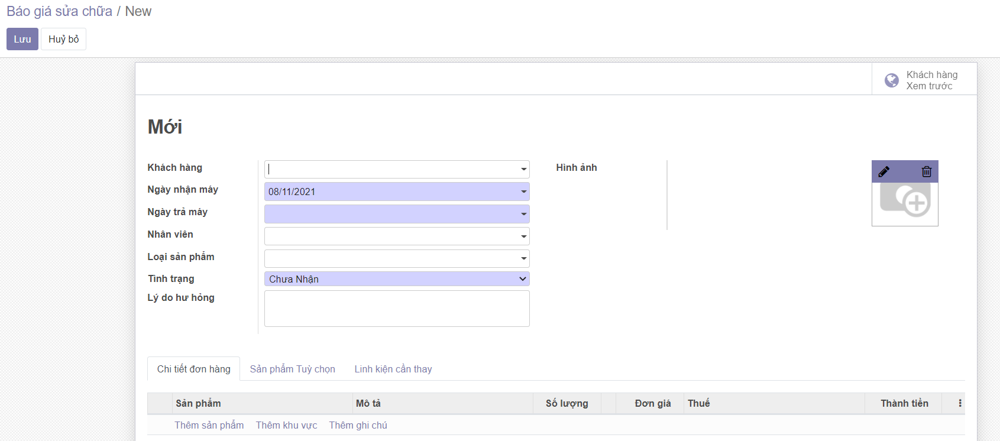 Báo giá sửa chữa / New
Lưu Huỷ bỏ
Khách hàng
Xem trước
Mới
Khách hàng
Hình ảnh
Ngày nhận máy 08/11/2021
Ngày trả máy
Nhân viên
Loại sản phẩm
Tình trạng Chưa Nhận
Lý do hư hỏng
Chi tiết đơn hàng Sản phẩm Tuỳ chọn Linh kiện cần thay
Sản phẩm Mô tả Số lượng Đơn giá Thuế Thành tiền
Thêm sản phẩm Thêm khu vực Thêm ghi chú